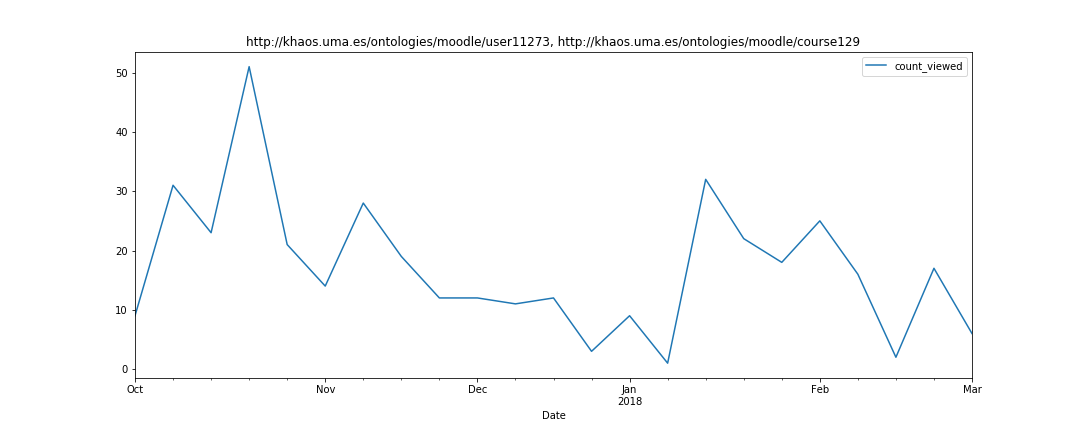 http://khaos.uma.es/ontologies/moodle/user11273, http://khaos.uma.es/ontologies/moodle/course129
count_viewed
50
40
30
20
10
0
Oct Nov Dec Jan Feb Mar
2018
Date